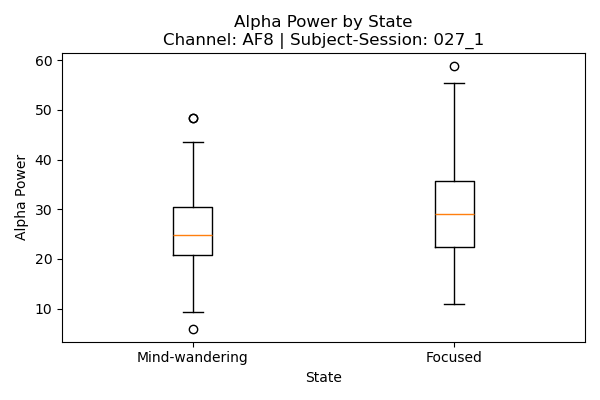 Alpha Power by State
Channel: AF8 | Subject-Session: 027_1
60
50
40
30
20
10
Alpha Power
Mind-wandering
Focused
State